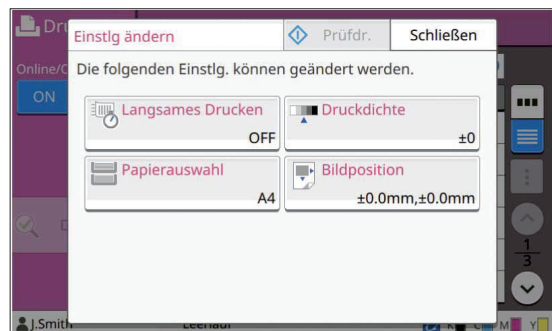 Dru
Einstlg ändern
Prüfdr.
Schließen
Online/O
Die folgenden Einstlg. können geändert werden.
ON
Langsames Drucken
OFF
Druckdichte
±0
Papierauswahl
A4
Bildposition
±0.0mm,±0.0mm
1
3
J.Smith
Leerlauf
K
C
M
Y